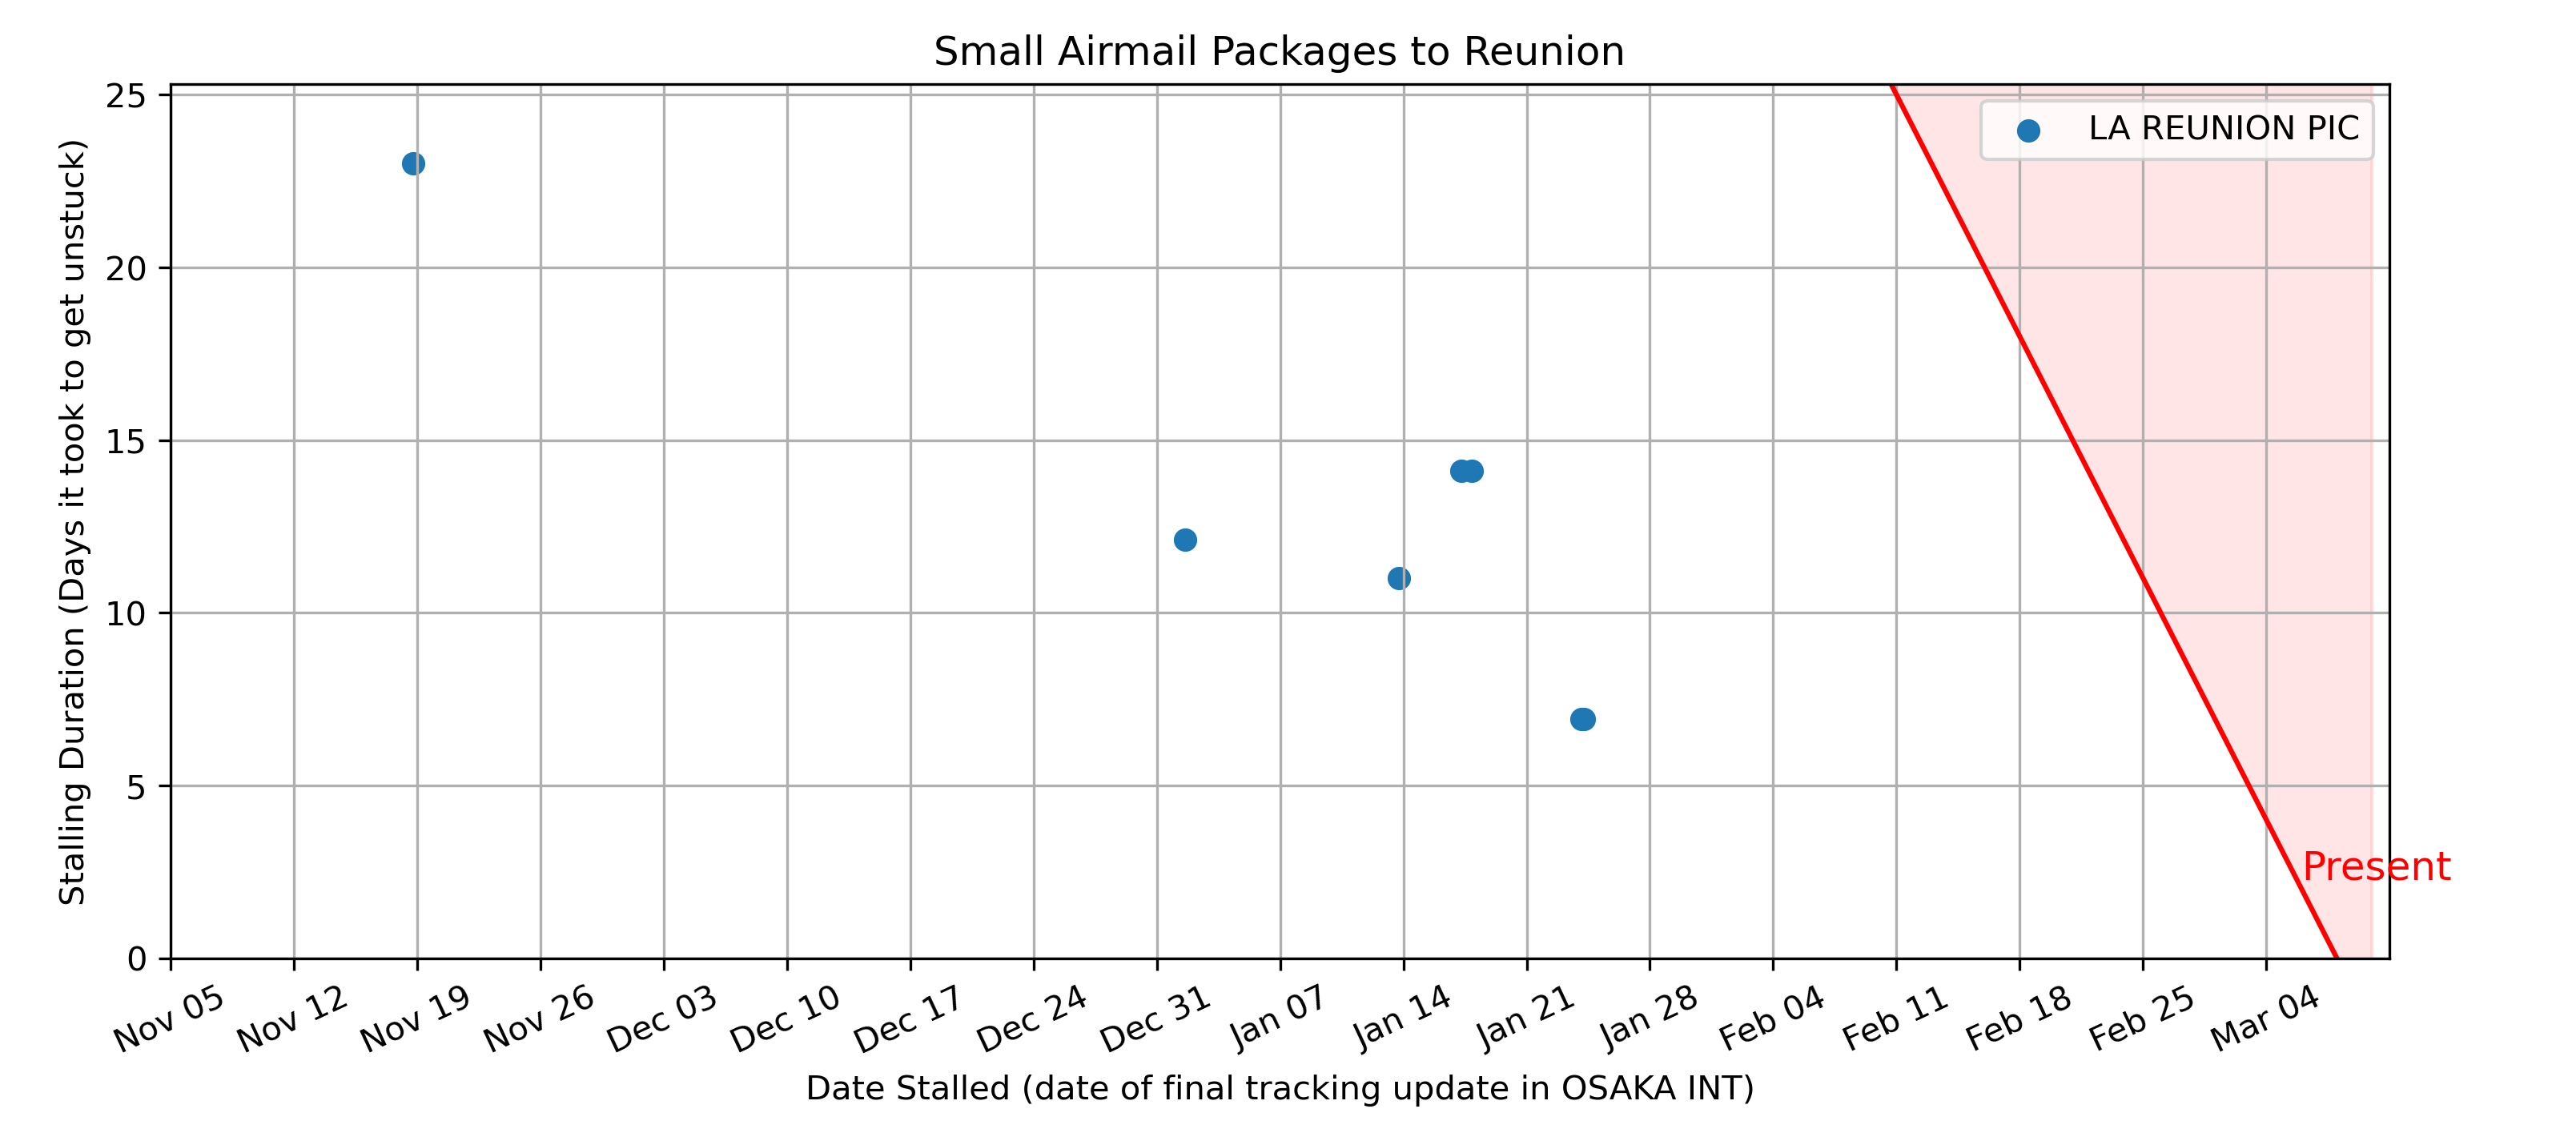 Small Airmail Packages to Reunion
LA REUNION PIC
Stalling Duration (Days it took to get unstuck)
25
20
15
10
5
0
Present
Nov 05
Nov 12
Nov 19
Nov 26
Dec 03
Dec 10
Dec 17
Dec 24
Dec 31
Jan 07
Jan 14
Jan 21
Jan 28
Feb 04
Feb 11
Feb 18
Feb 25
Mar 04
Date Stalled (date of final tracking update in OSAKA INT)